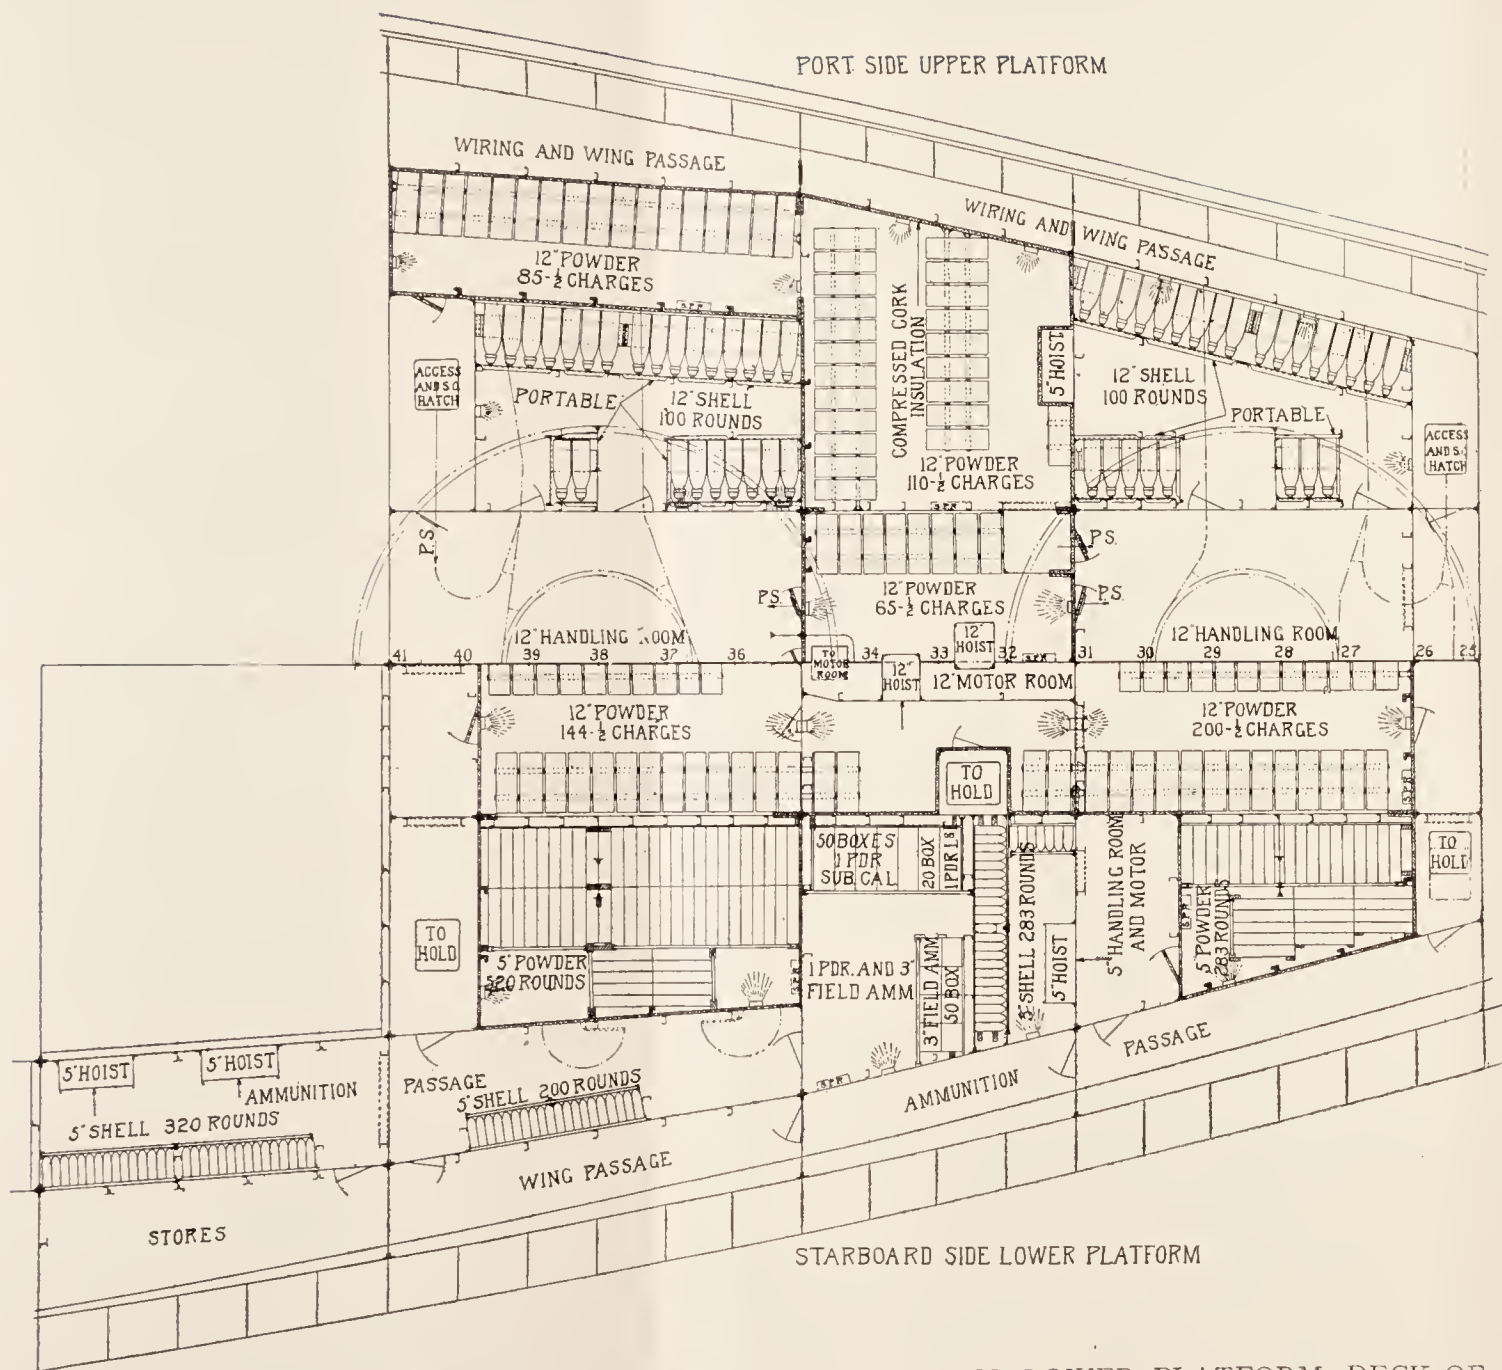 PORT SIDE UPPER PLATFORM
WIRING AND WING PASSAGE
WIRING AND WING PASSAGE
12" POWDER
85-½ CHARGES
S.P.R.
COMPRESSED CORK
INSULATION
5" HOIST
ACCESS
AND S.O.
HATCH
PORTABLE
12" SHELL
100 ROUNDS
12" SHELL
100 ROUNDS
PORTABLE
ACCESS
AND S.O.
HATCH
12" POWDER
110-½ CHARGES
S.P.R.
P.S.
P.S.
12" POWDER
65-½ CHARGES
P.S.
P.S.
12" HANDLING ROOM
12" HOIST
12" HANDLING ROOM
41 40 39 38 37 36 34 33 32 31 30 29 28 27 26 25
S.P.R.
TO
MOTOR
ROOM
12"
HOIST
12" MOTOR ROOM
12" POWDER
144-½ CHARGES
12" POWDER
200-½ CHARGES
TO
HOLD
S.P.R.
50 BOXES
1 PDR
SUB. CAL.
20 BOX
1 PDR L S
5" SHELL 283 ROUNDS
5" HANDLING ROOM
AND MOTOR
TO
HOLD
TO
HOLD
5" POWDER
320 ROUNDS
S.P.R.
1 PDR. AND 3"
FIELD AMM
3" FIELD AMM
50 BOX
5" HOIST
S.P.R.
5" POWDER
283 ROUNDS
5" HOIST
5" HOIST
AMMUNITION
PASSAGE
S.P.R.
AMMUNITION
PASSAGE
5" SHELL 320 ROUNDS
5" SHELL 200 ROUNDS
WING PASSAGE
STORES
STARBOARD SIDE LOWER PLATFORM
LOWER PLATFORM DECK OF